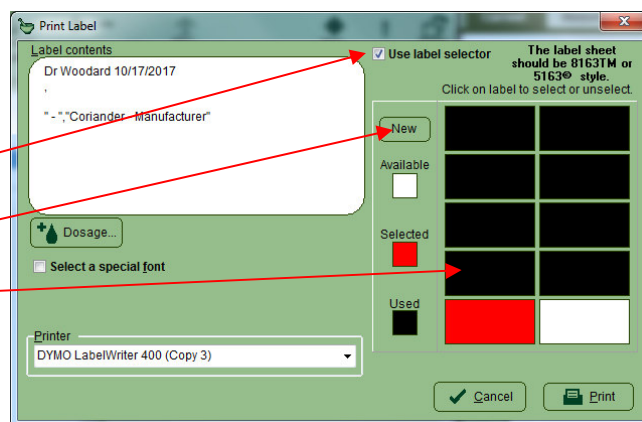 Print Label
Label contents
Dr Woodard 10/17/2017
'
" - ","Coriander - Manufacturer"
Dosage...
Select a special font
Printer
DYMO LabelWriter 400 (Copy 3)
Use label selector
The label sheet
should be 8163TM or
5163® style.
Click on label to select or unselect.
New
Available
Selected
Used
Cancel
Print